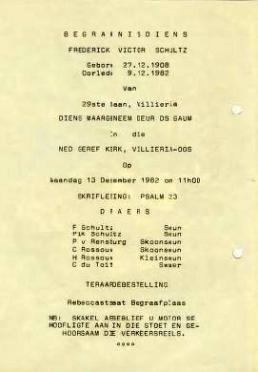 BEGRAFNISDIENS
FREDERICK VICTOR SCHULTZ
Gebore: 27.12.1908
Oorlede: 9.12.1982
Van
29ste Laan, Villieria
DIENS WAARGENEEM DEUR DS GAUM
in die
NED GEREF KERK, VILLIERIA-OOS
Op
Maandag 13 Desember 1982 om 11h00
SKRIFLESING: PSALM 23
DRAERS
F Schultz Seun
Pik Schultz Seun
P v Rensburg Skoonseun
C Rossouw Skoonseun
H Rossouw Kleinseun
C du Toit Swaer
TERAARDEBESTELLING
Rebeccastraat Begraafplaas
NB: SKAKEL ASSEBLIEF U MOTOR SE
HOOFLIGTE AAN IN DIE STOET EN GE-
HOORSAAM DIE VERKEERSREELS.
****